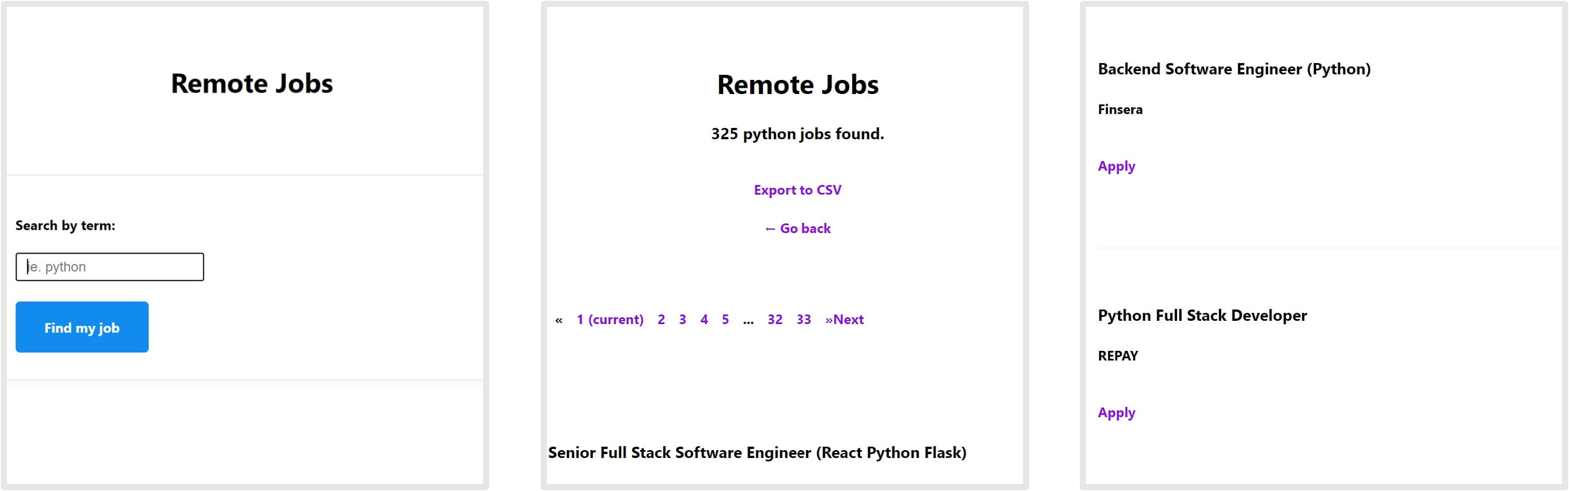 Remote Jobs
Search by term:
ie. python
Find my job
Remote Jobs
325 python jobs found.
Export to CSV
← Go back
« 1 (current) 2 3 4 5 ... 32 33 »Next
Senior Full Stack Software Engineer (React Python Flask)
Backend Software Engineer (Python)
Finsera
Apply
Python Full Stack Developer
REPAY
Apply